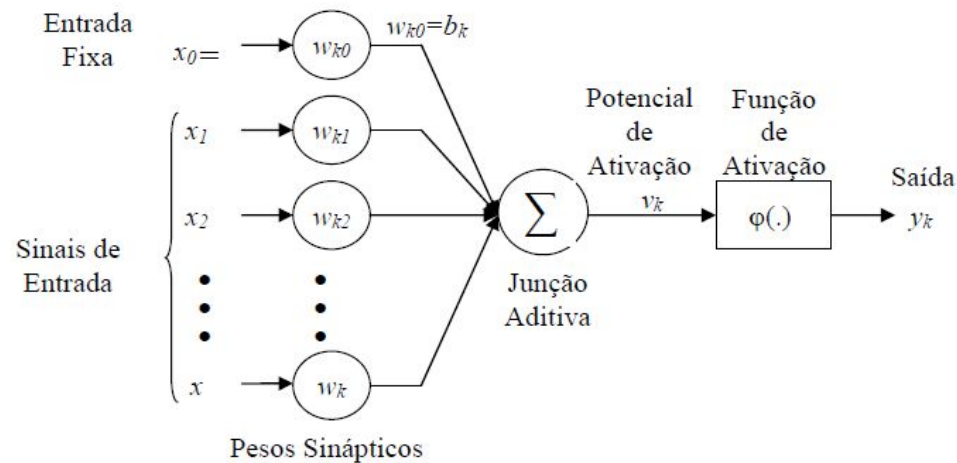 Entrada
Fixa
x0=
wk0
wk0=bk
Sinais de
Entrada
x1
wk1
x2
wk2
x
wk
Pesos Sinápticos
∑
Junção
Aditiva
Potencial
de
Ativação
vk
Função
de
Ativação
φ(.)
Saída
yk